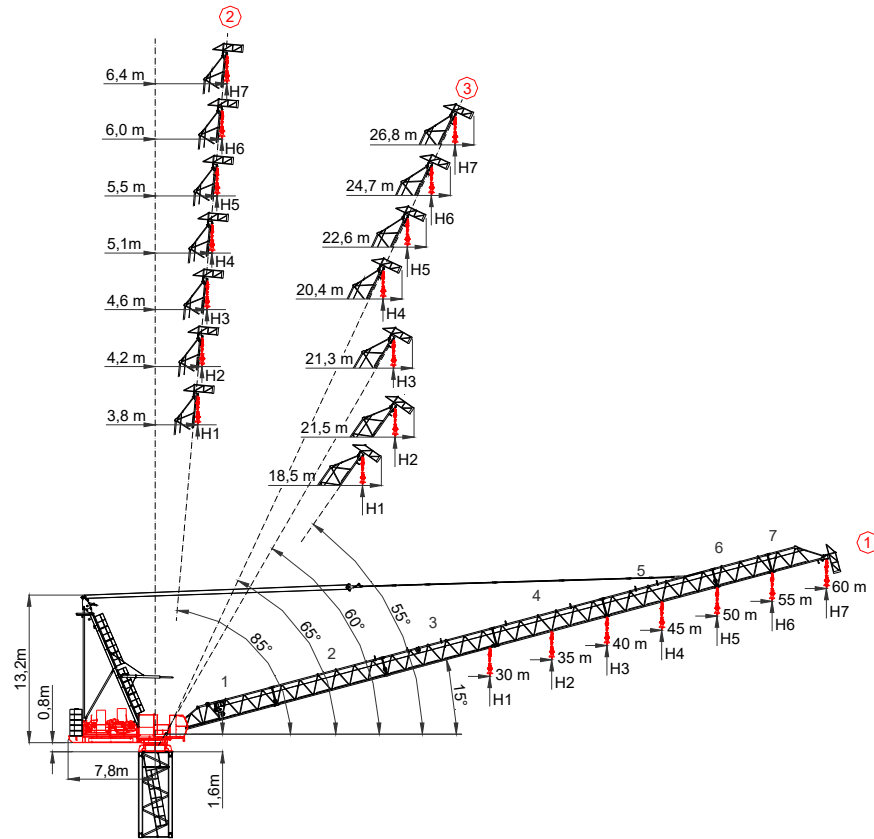 2
6,4 m
H7
6,0 m
H6
5,5 m
H5
5,1m
H4
4,6 m
H3
4,2 m
H2
3,8 m
H1
3
26,8 m
H7
24,7 m
H6
22,6 m
H5
20,4 m
H4
21,3 m
H3
21,5 m
H2
18,5 m
H1
1
7
6
5
4
3
2
1
60 m
H7
55 m
H6
50 m
H5
45 m
H4
40 m
H3
35 m
H2
30 m
H1
85°
65°
60°
55°
15°
13,2m
0,8m
7,8m
1,6m